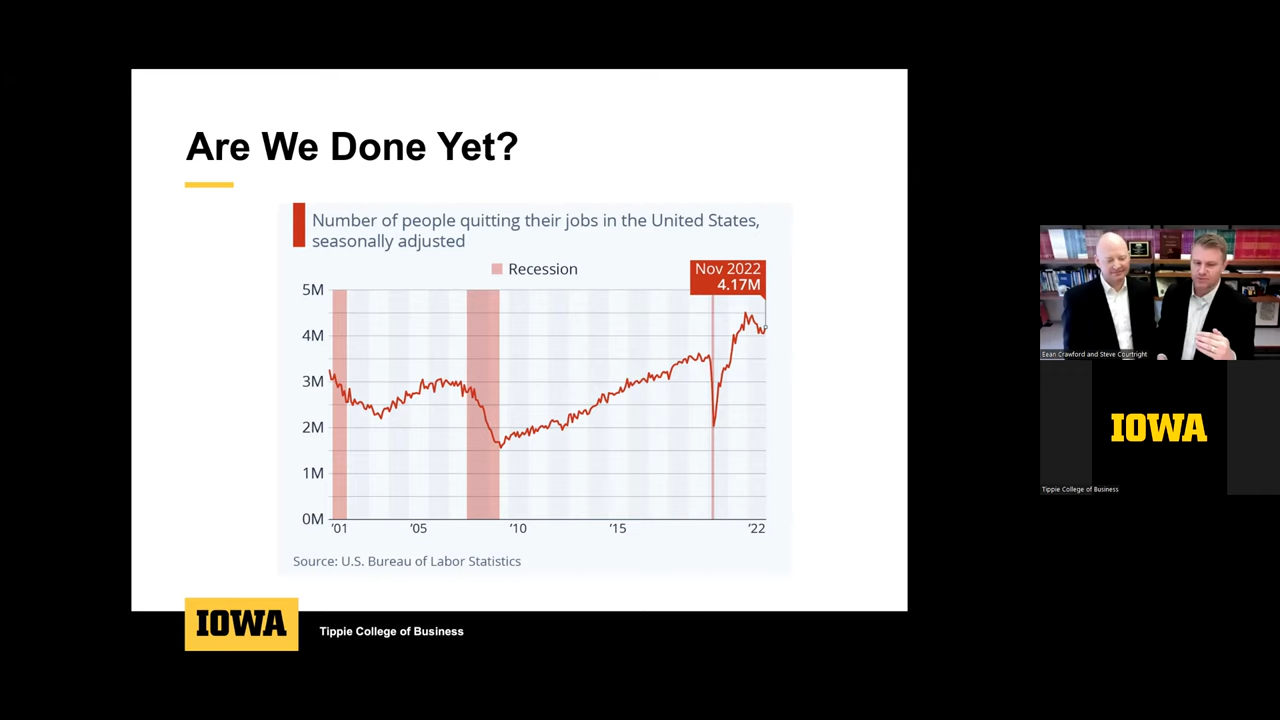 Are We Done Yet?
Number of people quitting their jobs in the United States,
seasonally adjusted
Recession
Nov 2022
4.17M
5M
4M
3M
2M
1M
0M
'01
'05
'10
'15
'22
Source: U.S. Bureau of Labor Statistics
IOWA
Tippie College of Business
Eean Crawford and Steve Courtright
IOWA
Tippie College of Business